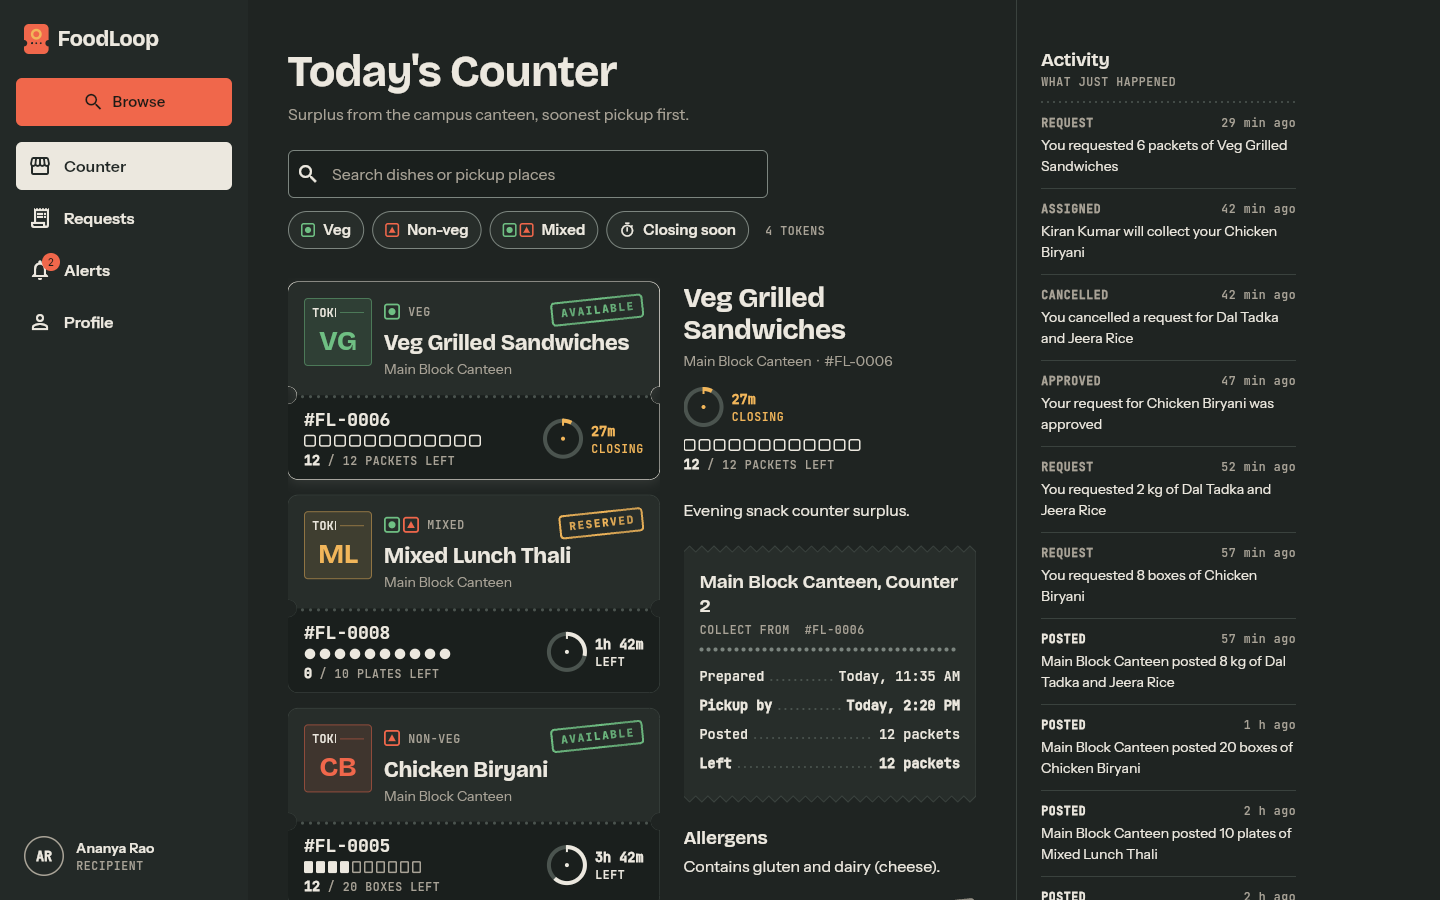 FoodLoop
Browse
Counter
Requests
2
Alerts
Profile
AR
Ananya Rao
RECIPIENT
Today's Counter
Surplus from the campus canteen, soonest pickup first.
Search dishes or pickup places
Veg
Non-veg
Mixed
Closing soon
4 TOKENS
TOK
VG
VEG
AVAILABLE
Veg Grilled Sandwiches
Main Block Canteen
#FL-0006
12 / 12 PACKETS LEFT
27m
CLOSING
TOK
ML
MIXED
RESERVED
Mixed Lunch Thali
Main Block Canteen
#FL-0008
0 / 10 PLATES LEFT
1h 42m
LEFT
TOK
CB
NON-VEG
AVAILABLE
Chicken Biryani
Main Block Canteen
#FL-0005
12 / 20 BOXES LEFT
3h 42m
LEFT
Veg Grilled
Sandwiches
Main Block Canteen · #FL-0006
27m
CLOSING
12 / 12 PACKETS LEFT
Evening snack counter surplus.
Main Block Canteen, Counter
2
COLLECT FROM #FL-0006
Prepared .......... Today, 11:35 AM
Pickup by .......... Today, 2:20 PM
Posted .................... 12 packets
Left ...................... 12 packets
Allergens
Contains gluten and dairy (cheese).
Activity
WHAT JUST HAPPENED
REQUEST 29 min ago
You requested 6 packets of Veg Grilled
Sandwiches
ASSIGNED 42 min ago
Kiran Kumar will collect your Chicken
Biryani
CANCELLED 42 min ago
You cancelled a request for Dal Tadka
and Jeera Rice
APPROVED 47 min ago
Your request for Chicken Biryani was
approved
REQUEST 52 min ago
You requested 2 kg of Dal Tadka and
Jeera Rice
REQUEST 57 min ago
You requested 8 boxes of Chicken
Biryani
POSTED 57 min ago
Main Block Canteen posted 8 kg of Dal
Tadka and Jeera Rice
POSTED 1 h ago
Main Block Canteen posted 20 boxes of
Chicken Biryani
POSTED 2 h ago
Main Block Canteen posted 10 plates of
Mixed Lunch Thali
POSTED 2 h ago